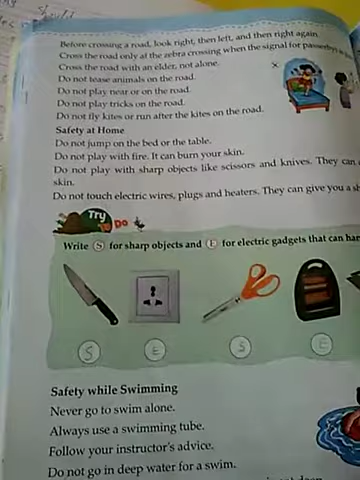 Before crossing a road, look right, then left, and then right again.
Cross the road only at the zebra crossing when the signal for passerby is
Cross the road with an elder, not alone.
Do not tease animals on the road.
Do not play near or on the road.
Do not play tricks on the road.
Do not fly kites or run after the kites on the road.
Safety at Home
Do not jump on the bed or the table.
Do not play with fire. It can burn your skin.
Do not play with sharp objects like scissors and knives. They can
skin.
Do not touch electric wires, plugs and heaters. They can give you a
Try
To Do
Write S for sharp objects and E for electric gadgets that can
S E S E
Safety while Swimming
Never go to swim alone.
Always use a swimming tube.
Follow your instructor's advice.
Do not go in deep water for a swim.